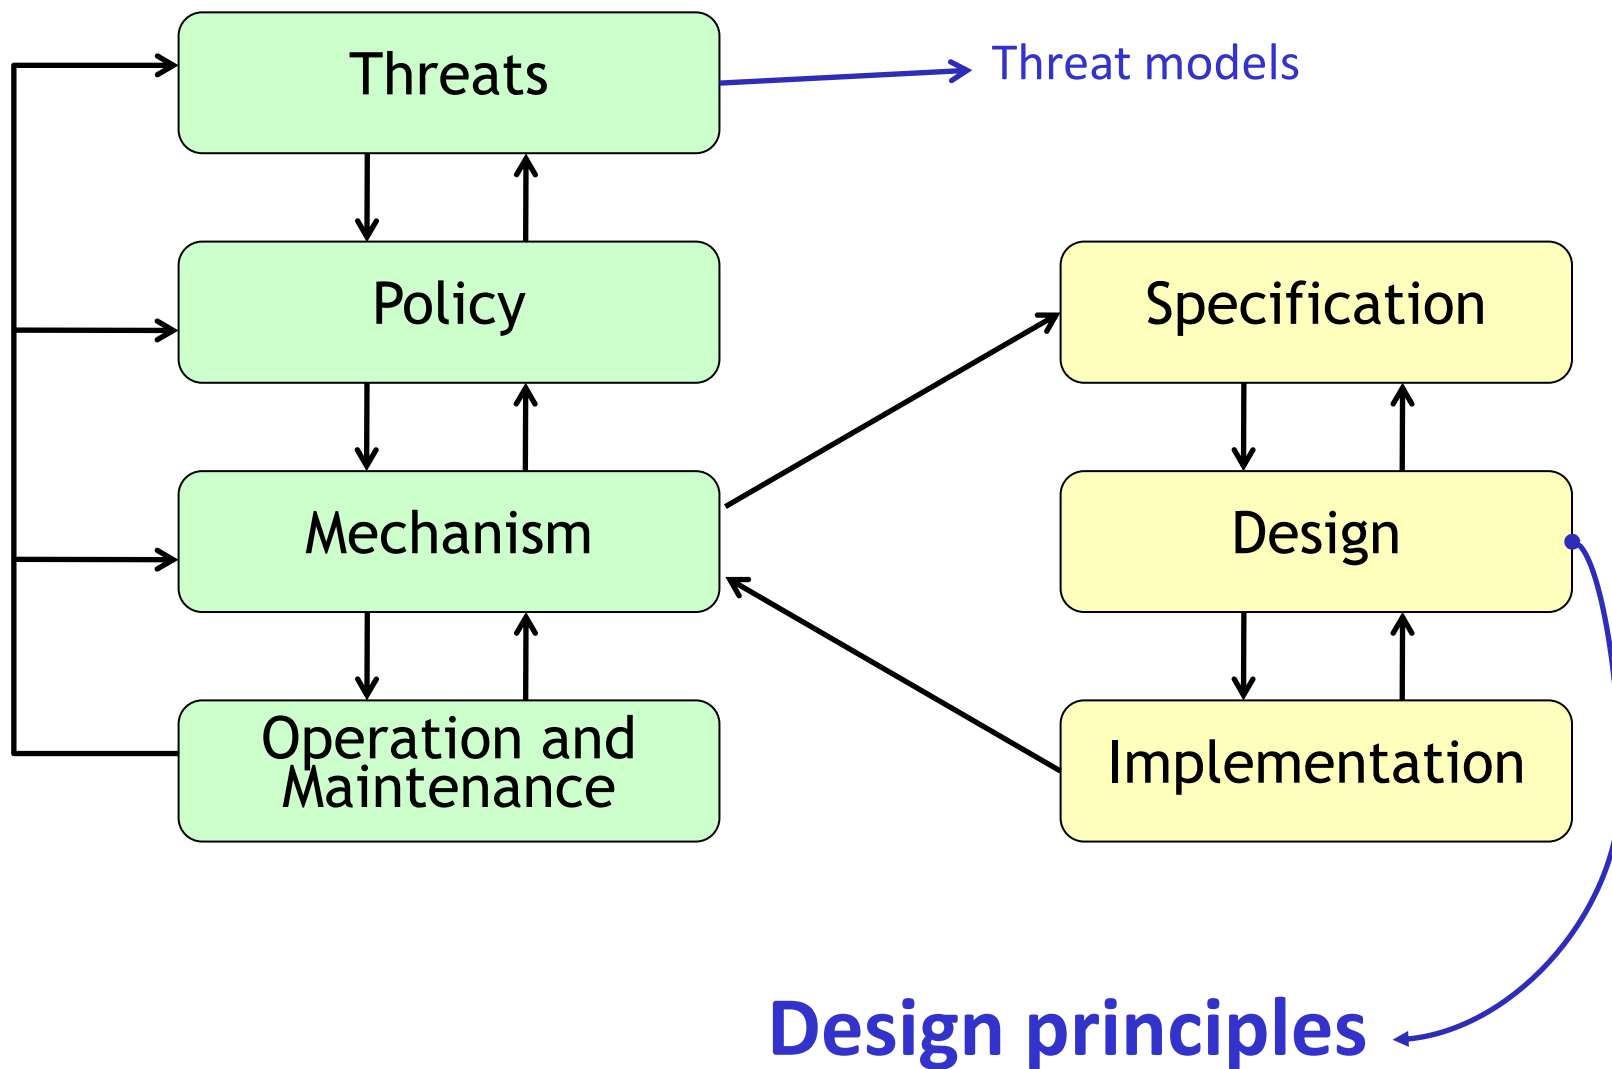 Threats
Threat models
Policy
Specification
Mechanism
Design
Operation and
Maintenance
Implementation
Design principles